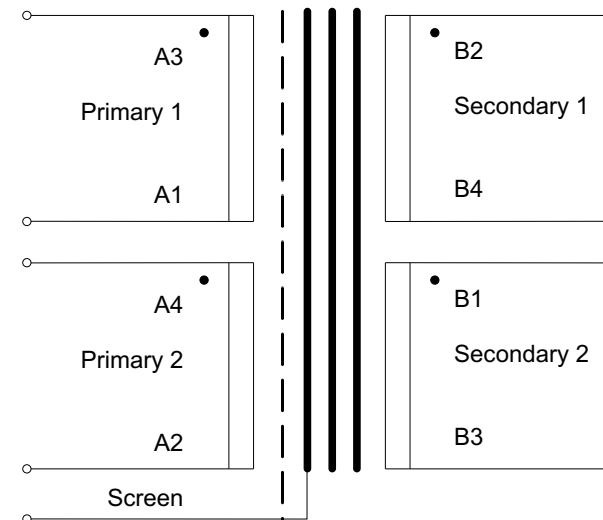 A3
Primary 1
A1
A4
Primary 2
A2
Screen
B2
Secondary 1
B4
B1
Secondary 2
B3